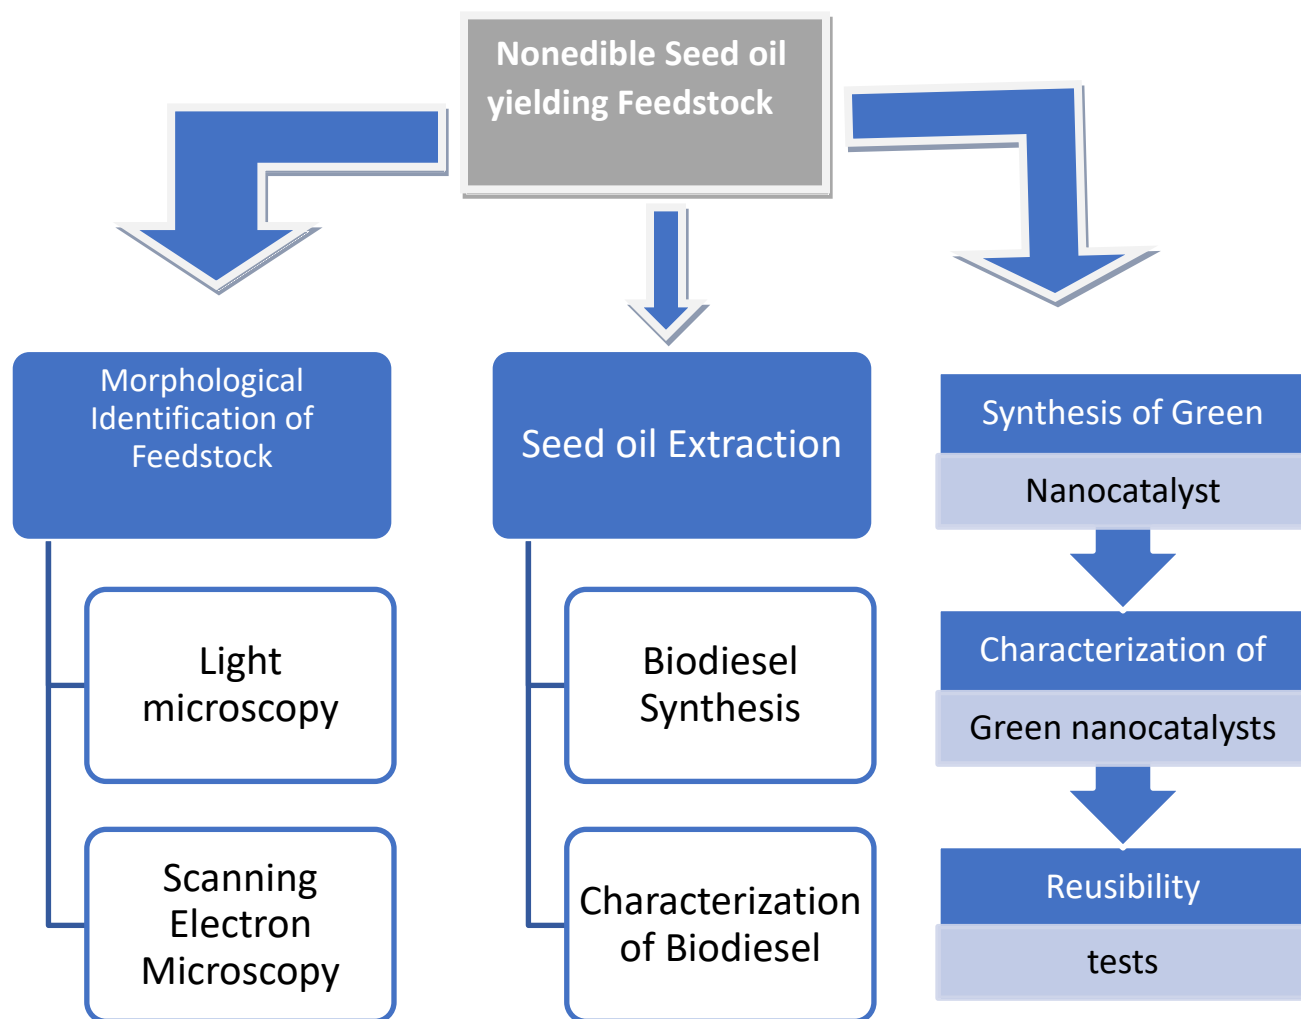 Nonedible Seed oil
yielding Feedstock
Morphological
Identification of
Feedstock
Light
microscopy
Scanning
Electron
Microscopy
Seed oil Extraction
Biodiesel
Synthesis
Characterization
of Biodiesel
Synthesis of Green
Nanocatalyst
Characterization of
Green nanocatalysts
Reusibility
tests